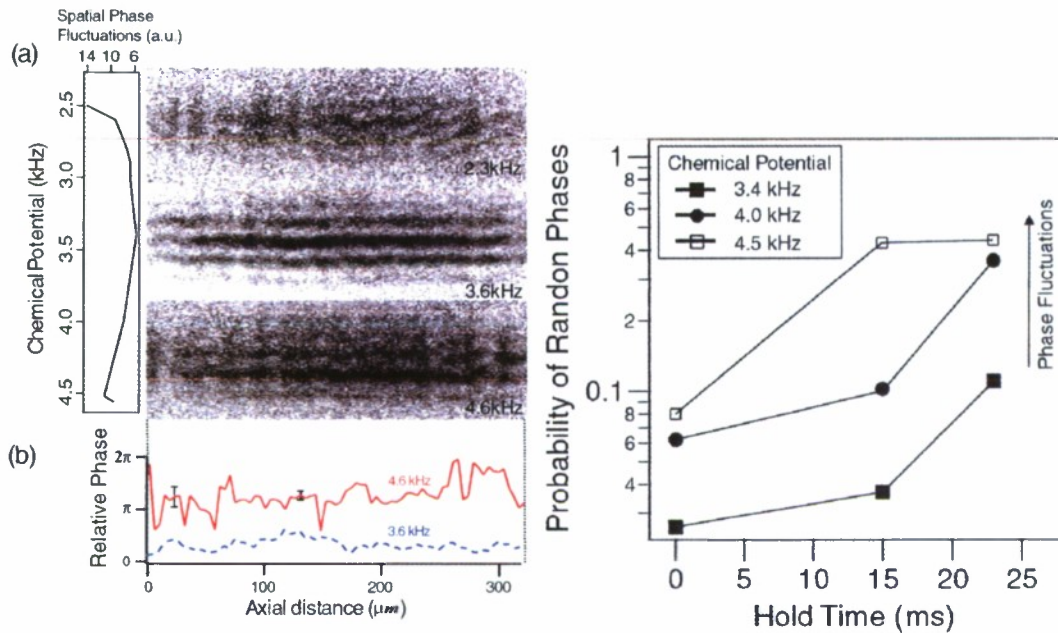 Spatial Phase
Fluctuations (a.u.)
14 10 6
(a)
Chemical Potential (kHz)
2.5
3.0
3.5
4.0
4.5
2.3kHz
3.6kHz
4.6kHz
(b)
Relative Phase
2π
π
0
4.6 kHz
3.6 kHz
0 100 200 300
Axial distance (μm)
Probability of Randon Phases
1
8
6
4
2
0.1
8
6
4
Chemical Potential
3.4 kHz
4.0 kHz
4.5 kHz
Phase Fluctuations
0 5 10 15 20 25
Hold Time (ms)